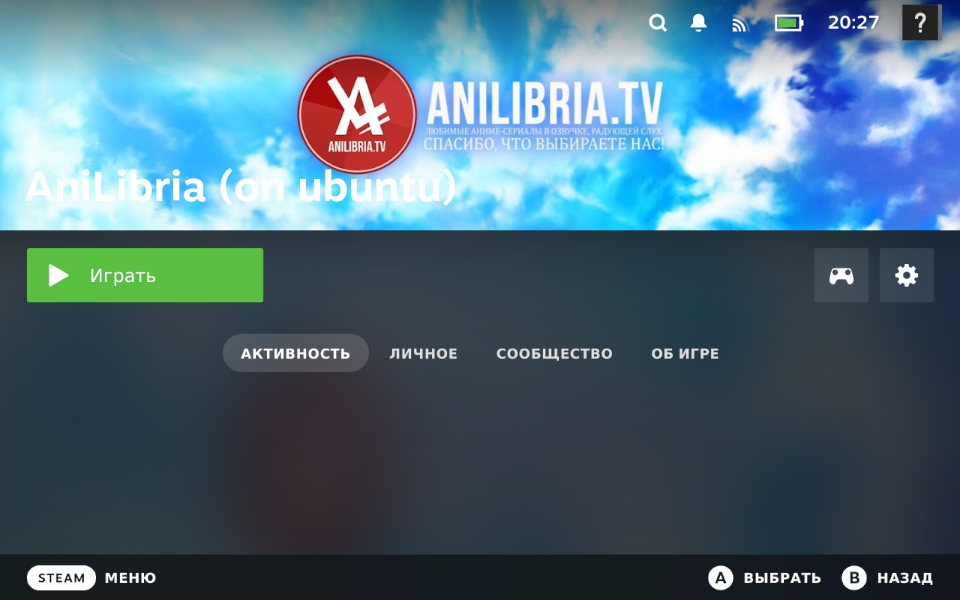 20:27
?
ANILIBRIA.TV
ANILIBRIA.TV
ЛЮБИМЫЕ АНИМЕ-СЕРИАЛЫ В ОЗВУЧКЕ, РАДУЮЩЕЙ СЛУХ.
СПАСИБО, ЧТО ВЫБИРАЕТЕ НАС!
AniLibria (on ubuntu)
Играть
АКТИВНОСТЬ ЛИЧНОЕ СООБЩЕСТВО ОБ ИГРЕ
STEAM МЕНЮ A ВЫБРАТЬ B НАЗАД